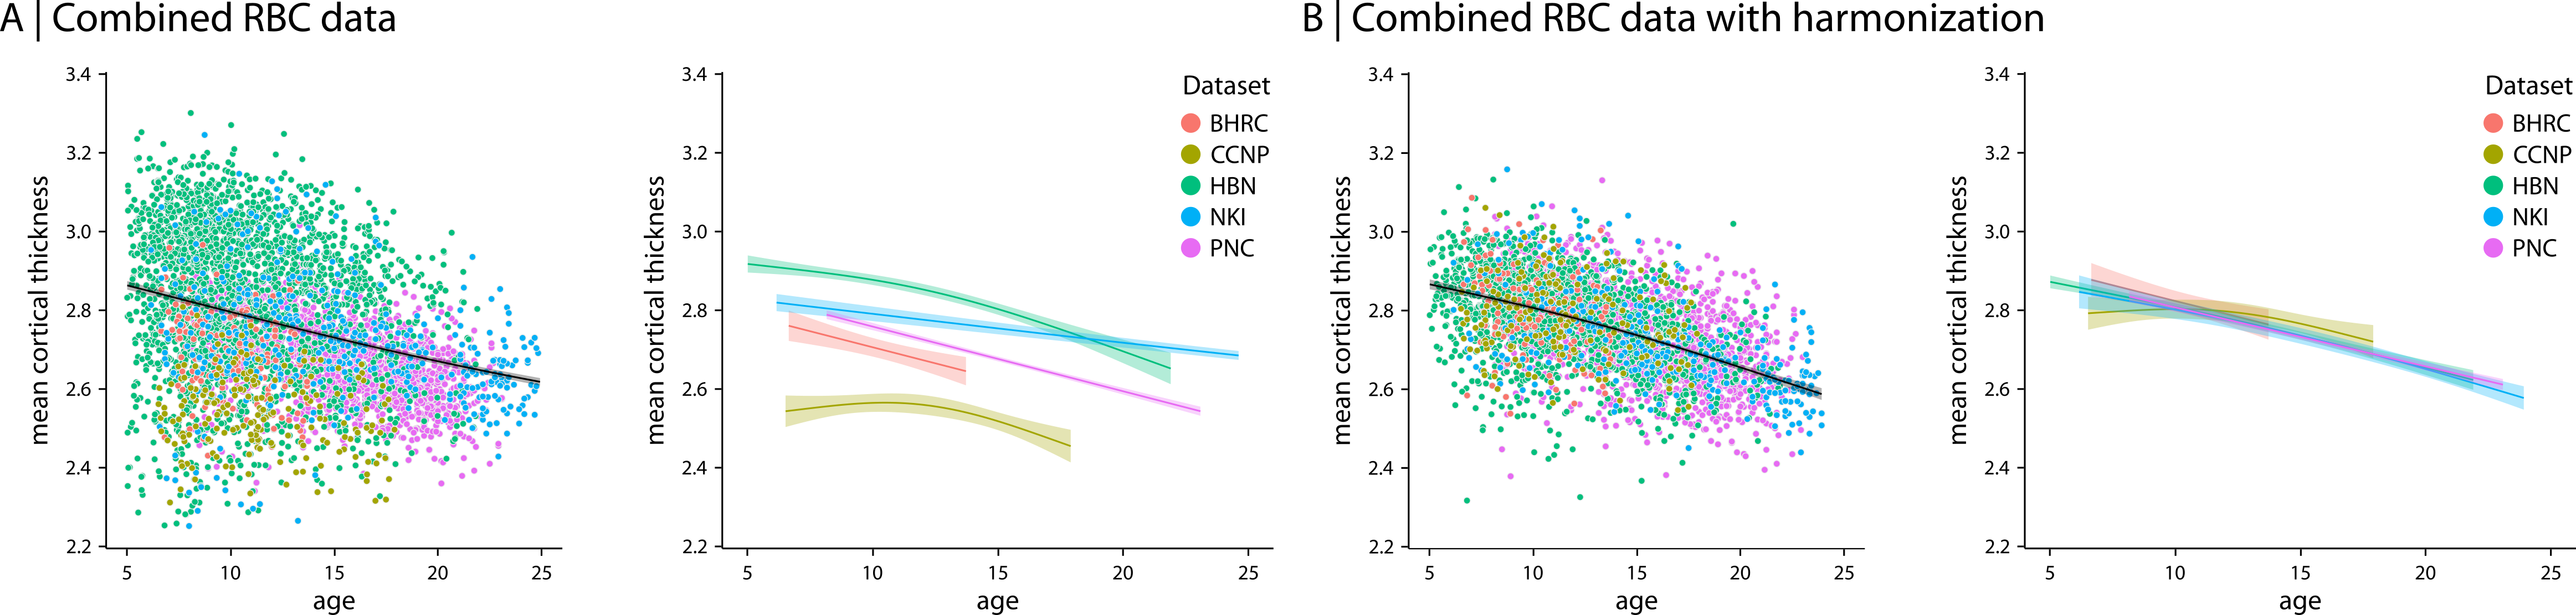 A | Combined RBC data
3.4
3.2
3.0
2.8
2.6
2.4
2.2
mean cortical thickness
5 10 15 20 25
age
3.4
3.2
3.0
2.8
2.6
2.4
2.2
mean cortical thickness
5 10 15 20 25
age
Dataset
BHRC
CCNP
HBN
NKI
PNC
B | Combined RBC data with harmonization
3.4
3.2
3.0
2.8
2.6
2.4
2.2
mean cortical thickness
5 10 15 20 25
age
3.4
3.2
3.0
2.8
2.6
2.4
2.2
mean cortical thickness
5 10 15 20 25
age
Dataset
BHRC
CCNP
HBN
NKI
PNC